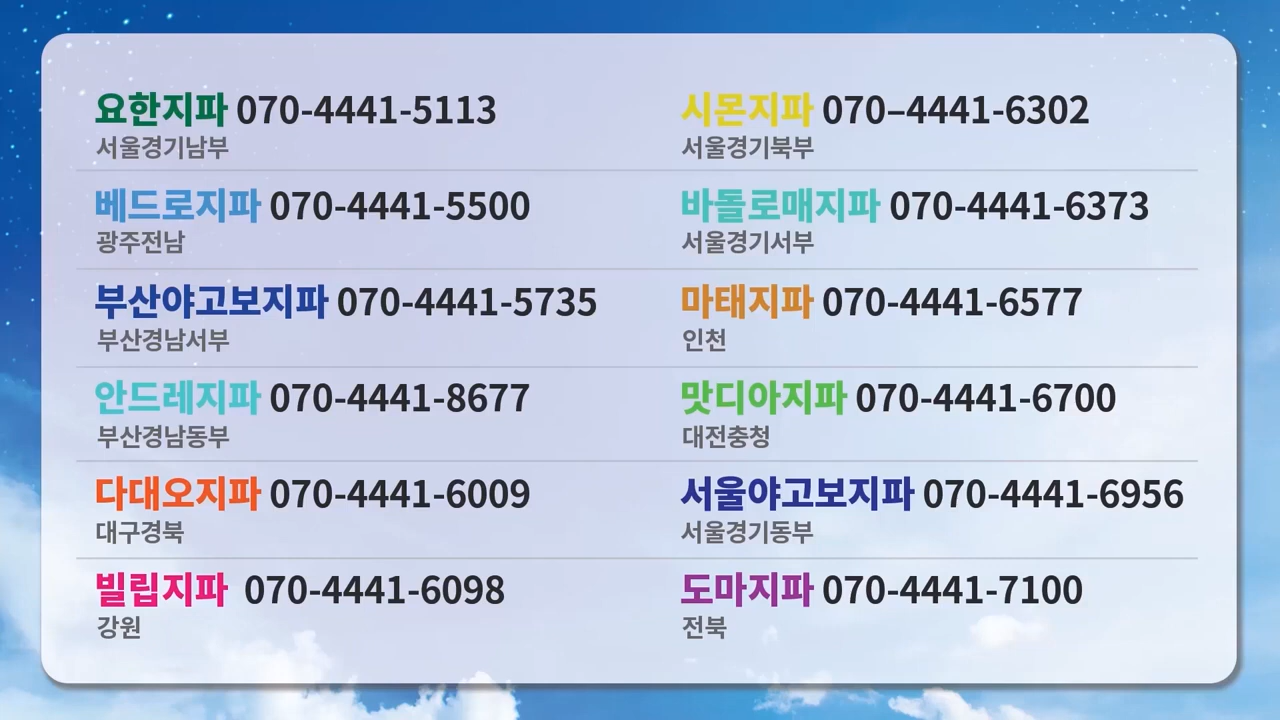 요한지파 070-4441-5113
서울경기남부
베드로지파 070-4441-5500
광주전남
부산야고보지파 070-4441-5735
부산경남서부
안드레지파 070-4441-8677
부산경남동부
다대오지파 070-4441-6009
대구경북
빌립지파 070-4441-6098
강원
시몬지파 070–4441-6302
서울경기북부
바돌로매지파 070-4441-6373
서울경기서부
마태지파 070-4441-6577
인천
맛디아지파 070-4441-6700
대전충청
서울야고보지파 070-4441-6956
서울경기동부
도마지파 070-4441-7100
전북